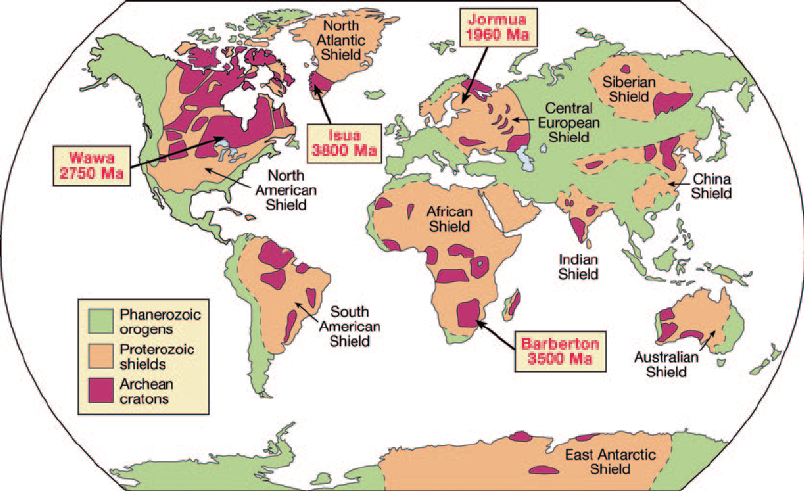 North
Atlantic
Shield
Jormua
1960 Ma
Siberian
Shield
Central
European
Shield
Isua
3800 Ma
Wawa
2750 Ma
North
American
Shield
China
Shield
African
Shield
Indian
Shield
South
American
Shield
Phanerozoic
orogens
Proterozoic
shields
Archean
cratons
Barberton
3500 Ma
Australian
Shield
East Antarctic
Shield